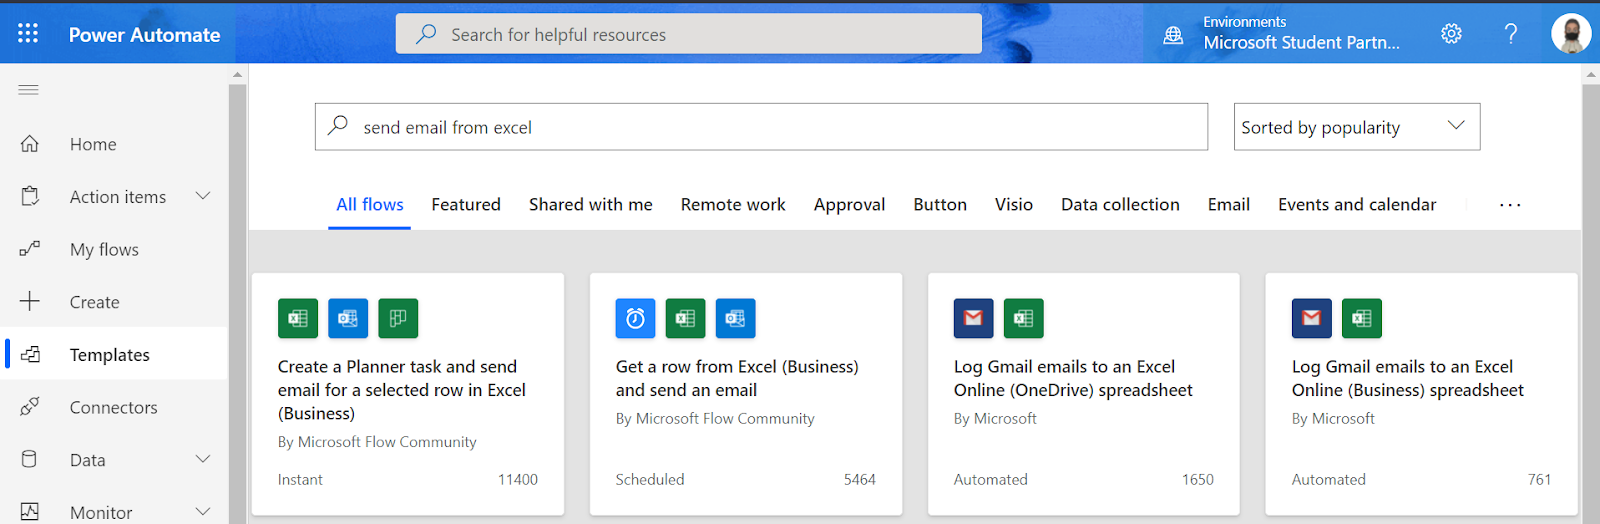 Power Automate
Search for helpful resources
Environments
Microsoft Student Partn...
?
Home
Action items
My flows
Create
Templates
Connectors
Data
Monitor
send email from excel
Sorted by popularity
All flows Featured Shared with me Remote work Approval Button Visio Data collection Email Events and calendar ...
Create a Planner task and send
email for a selected row in Excel
(Business)
By Microsoft Flow Community
Instant 11400
Get a row from Excel (Business)
and send an email
By Microsoft Flow Community
Scheduled 5464
Log Gmail emails to an Excel
Online (OneDrive) spreadsheet
By Microsoft
Automated 1650
Log Gmail emails to an Excel
Online (Business) spreadsheet
By Microsoft
Automated 761